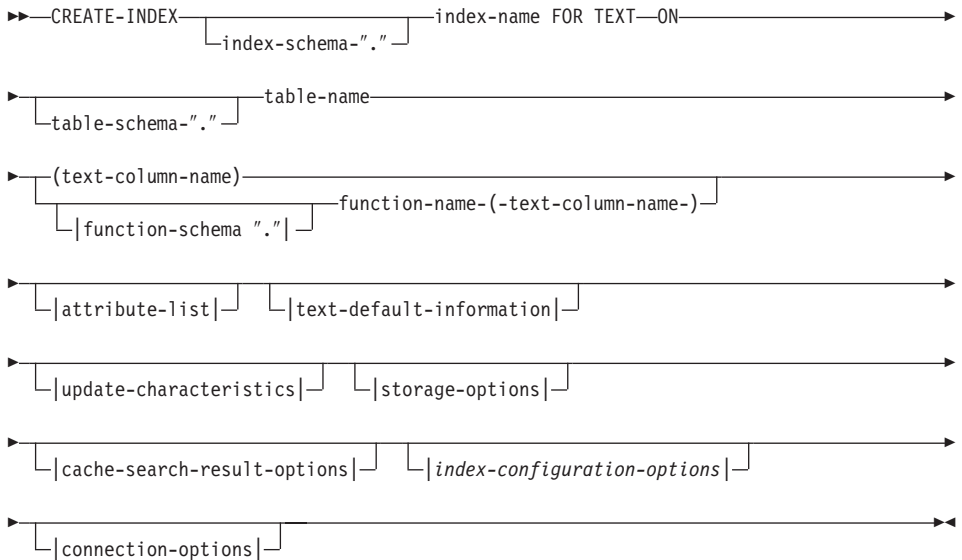 CREATE-INDEX index-name FOR TEXT ON
index-schema-"."
table-name
table-schema-"."
(text-column-name)
function-name-(-text-column-name-)
|function-schema "."|
|attribute-list| |text-default-information|
|update-characteristics| |storage-options|
|cache-search-result-options| |index-configuration-options|
|connection-options|